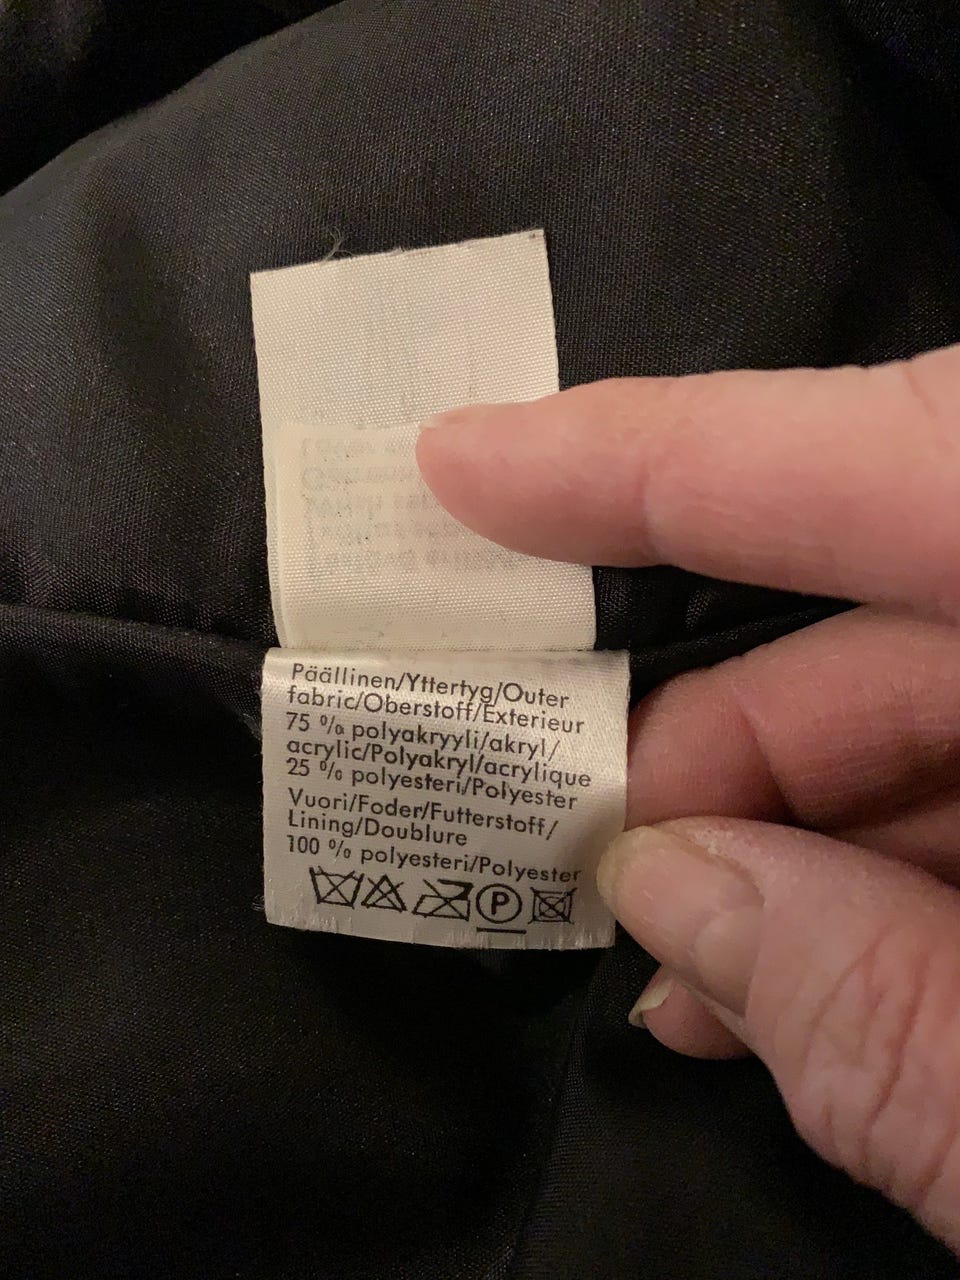 Päällinen/Yttertyg/Outer
fabric/Oberstoff/Exterieur
75 % polyakryyli/akryl/
acrylic/Polyakryl/acrylique
25 % polyesteri/Polyester
Vuori/Foder/Futterstoff/
Lining/Doublure
100 % polyesteri/Polyester
P